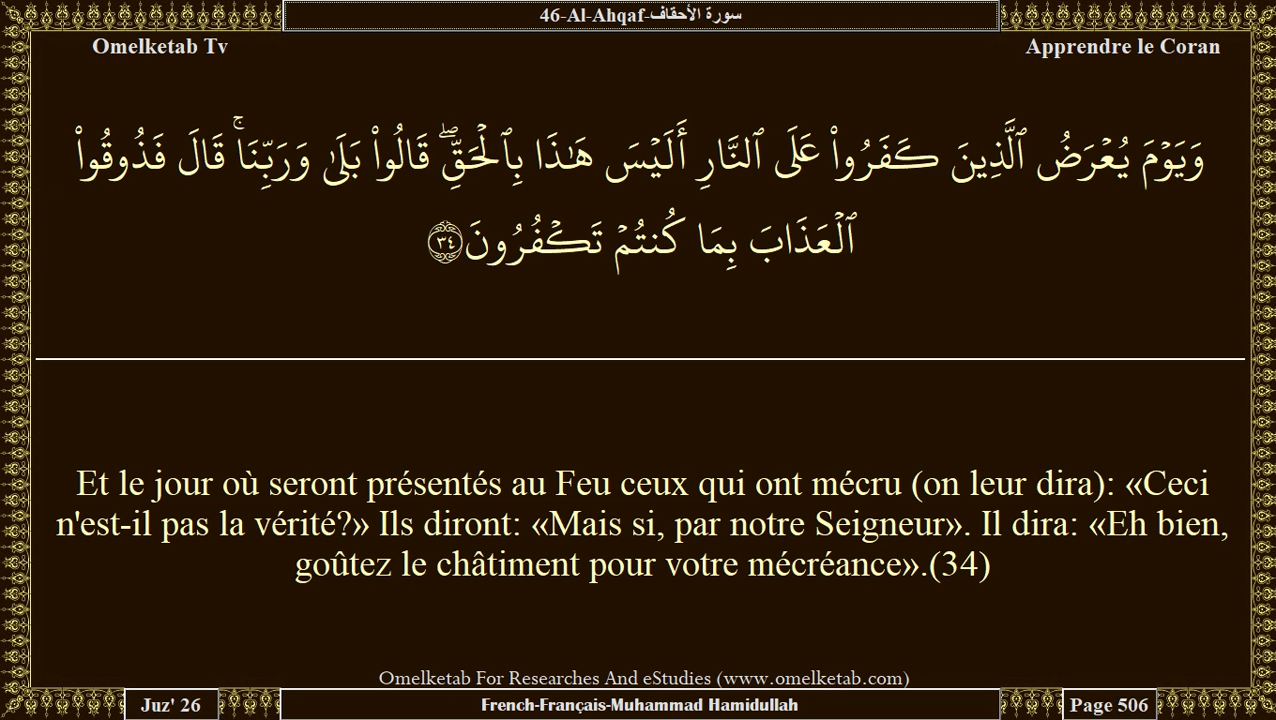 46-Al-Ahqaf-سورة الأحقاف
Omelketab Tv
Apprendre le Coran
وَيَوْمَ يُعْرَضُ ٱلَّذِينَ كَفَرُوا۟ عَلَى ٱلنَّارِ أَلَيْسَ هَـٰذَا بِٱلْحَقِّ ۖ قَالُوا۟ بَلَىٰ وَرَبِّنَا ۚ قَالَ فَذُوقُوا۟
ٱلْعَذَابَ بِمَا كُنتُمْ تَكْفُرُونَ ٣٤
Et le jour où seront présentés au Feu ceux qui ont mécru (on leur dira): «Ceci
n'est-il pas la vérité?» Ils diront: «Mais si, par notre Seigneur». Il dira: «Eh bien,
goûtez le châtiment pour votre mécréance».(34)
Omelketab For Researches And eStudies (www.omelketab.com)
Juz' 26
French-Français-Muhammad Hamidullah
Page 506